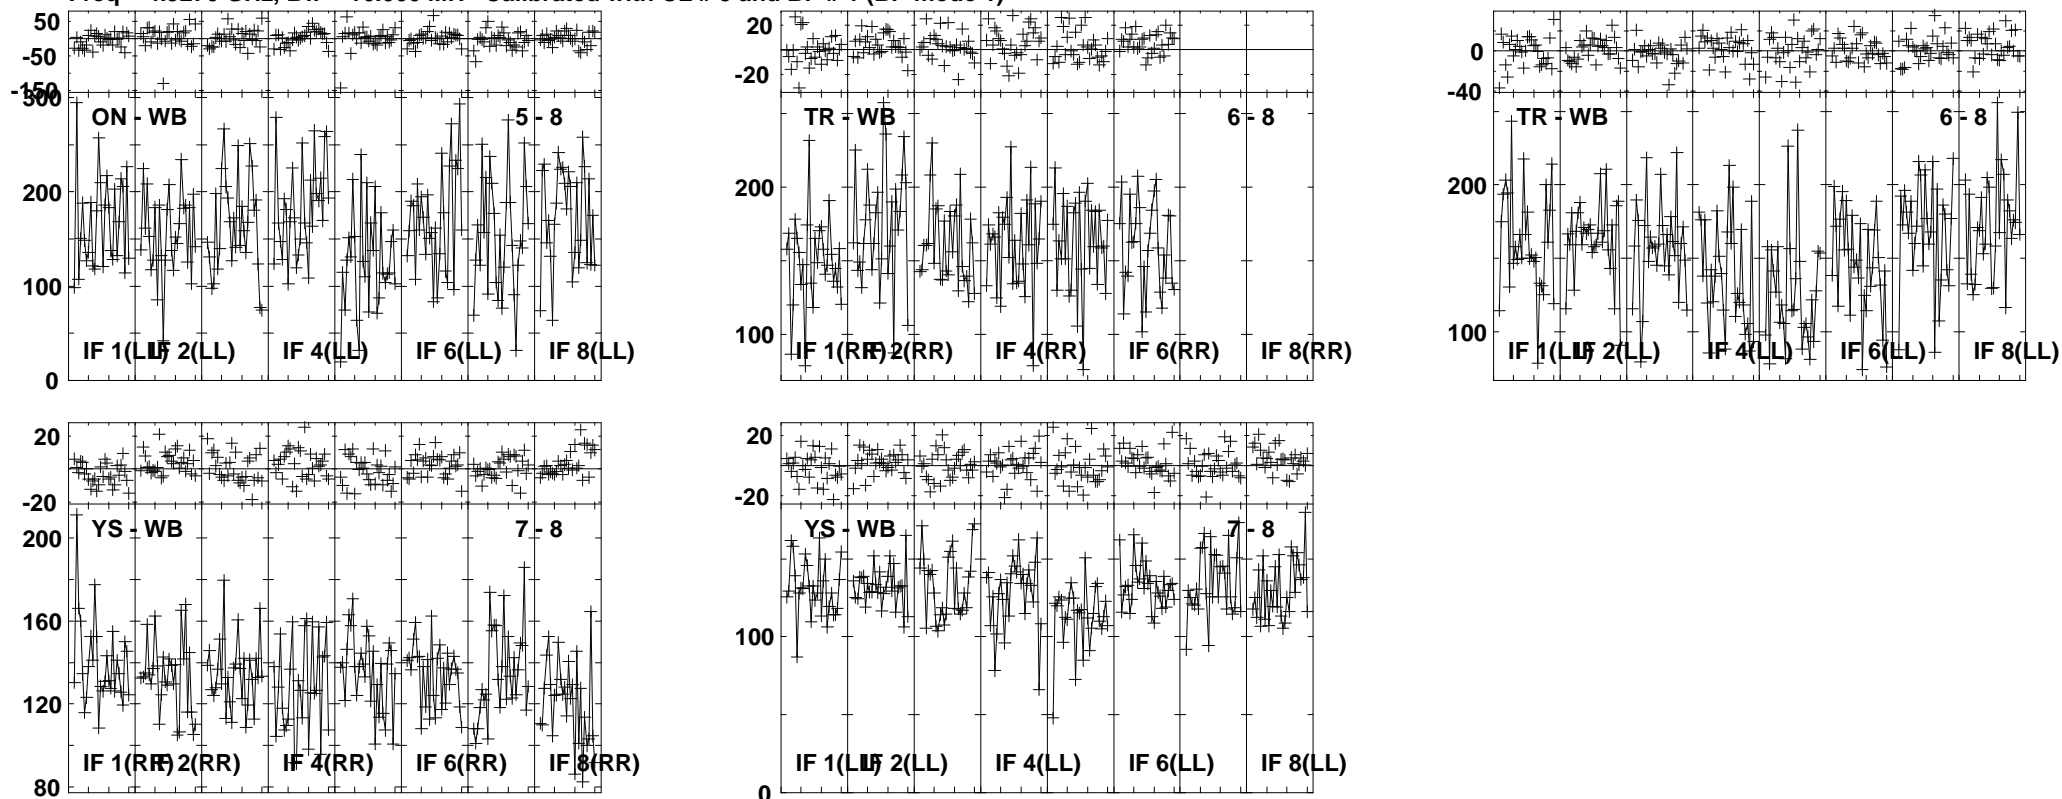 50
-50
-150
300
200
100
0
ON - WB
5 - 8
IF 1(LL)
IF 2(LL)
IF 4(LL)
IF 6(LL)
IF 8(LL)
20
-20
200
100
TR - WB
6 - 8
IF 1(RR)
IF 2(RR)
IF 4(RR)
IF 6(RR)
IF 8(RR)
0
-40
200
100
TR - WB
6 - 8
IF 1(LL)
IF 2(LL)
IF 4(LL)
IF 6(LL)
IF 8(LL)
20
-20
200
160
120
80
YS - WB
7 - 8
IF 1(RR)
IF 2(RR)
IF 4(RR)
IF 6(RR)
IF 8(RR)
20
-20
100
0
YS - WB
7 - 8
IF 1(LL)
IF 2(LL)
IF 4(LL)
IF 6(LL)
IF 8(LL)